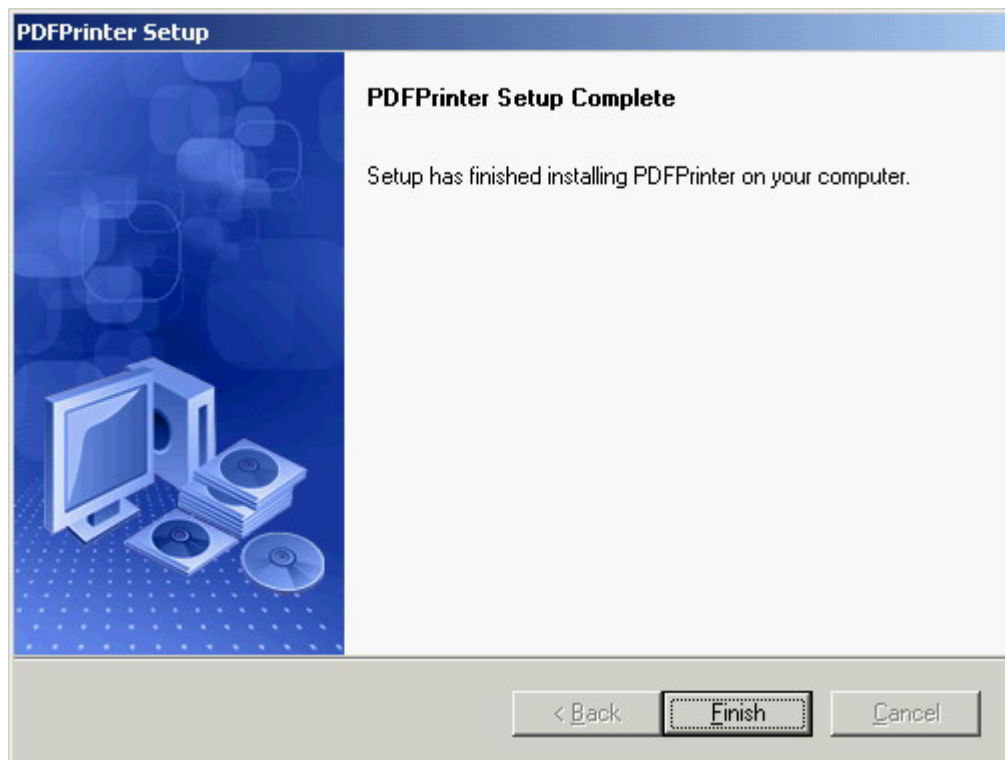 PDFPrinter Setup
PDFPrinter Setup Complete
Setup has finished installing PDFPrinter on your computer.
< Back
Finish
Cancel